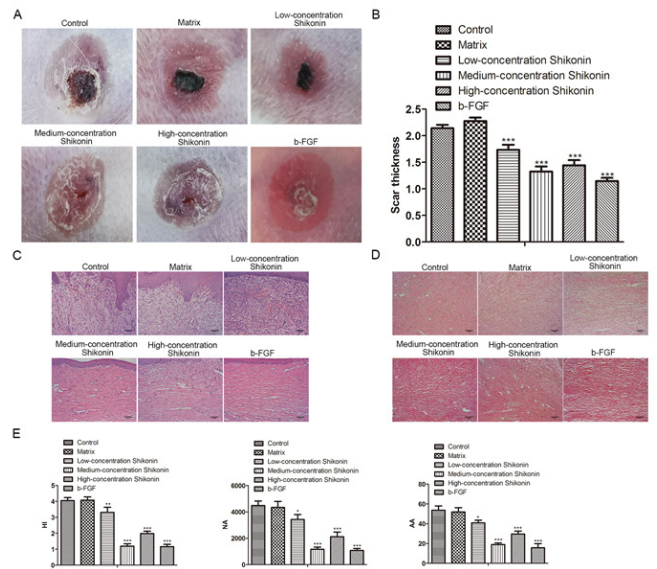 A
Control
Matrix
Low-concentration
Shikonin
Medium-concentration
Shikonin
High-concentration
Shikonin
b-FGF
B
Control
Matrix
Low-concentration Shikonin
Medium-concentration Shikonin
High-concentration Shikonin
b-FGF
Scar thickness
2.5
2.0
1.5
1.0
0.5
0.0
***
***
***
***
C
Control
Matrix
Low-concentration
Shikonin
Medium-concentration
Shikonin
High-concentration
Shikonin
b-FGF
D
Control
Matrix
Low-concentration
Shikonin
Medium-concentration
Shikonin
High-concentration
Shikonin
b-FGF
E
Control
Matrix
Low-concentration Shikonin
Medium-concentration Shikonin
High-concentration Shikonin
b-FGF
HI
5
4
3
2
1
0
**
***
***
***
Control
Matrix
Low-concentration Shikonin
Medium-concentration Shikonin
High-concentration Shikonin
b-FGF
NA
6000
4000
2000
0
*
***
***
***
Control
Matrix
Low-concentration Shikonin
Medium-concentration Shikonin
High-concentration Shikonin
b-FGF
AA
80
60
40
20
0
*
***
***
***